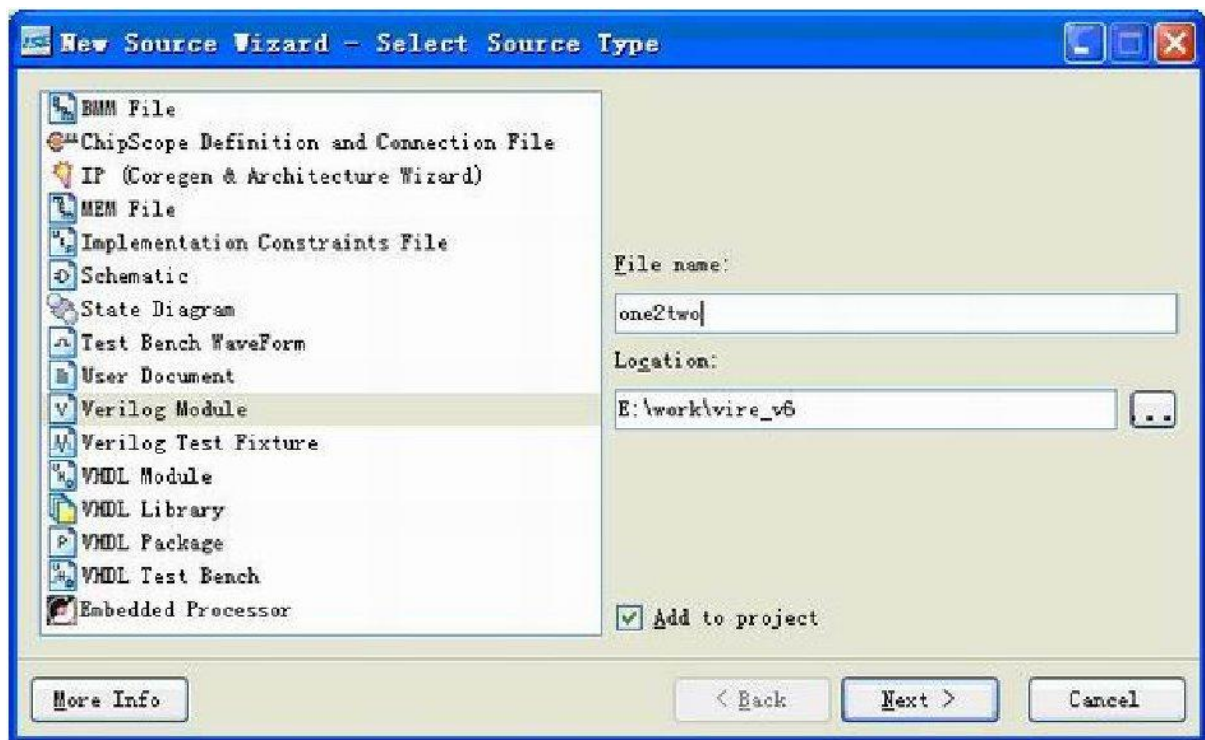 ISE New Source Wizard - Select Source Type
BMM File
ChipScope Definition and Connection File
IP (Coregen & Architecture Wizard)
MEM File
Implementation Constraints File
Schematic
State Diagram
Test Bench WaveForm
User Document
Verilog Module
Verilog Test Fixture
VHDL Module
VHDL Library
VHDL Package
VHDL Test Bench
Embedded Processor
File name:
one2two
Location:
E:\work\vire_v6
...
Add to project
More Info
< Back
Next >
Cancel